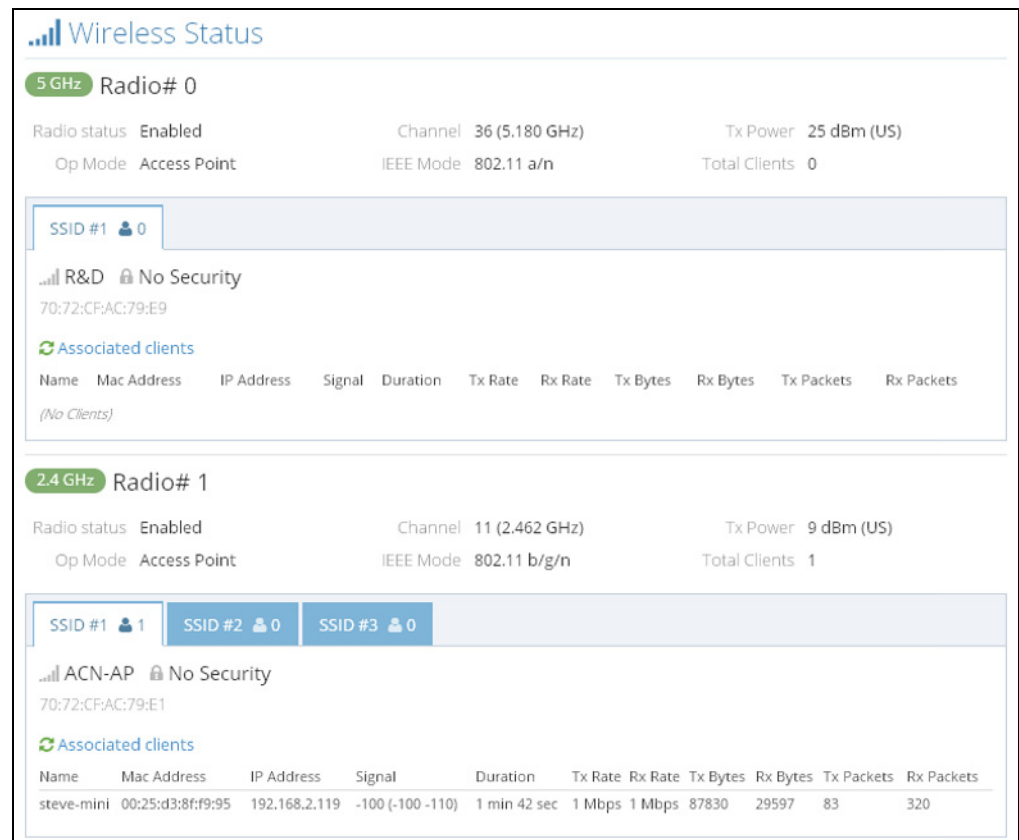 Wireless Status
5 GHz Radio# 0
Radio status Enabled Channel 36 (5.180 GHz) Tx Power 25 dBm (US)
Op Mode Access Point IEEE Mode 802.11 a/n Total Clients 0
SSID #1 0
R&D No Security
70:72:CF:AC:79:E9
Associated clients
Name Mac Address IP Address Signal Duration Tx Rate Rx Rate Tx Bytes Rx Bytes Tx Packets Rx Packets
(No Clients)
2.4 GHz Radio# 1
Radio status Enabled Channel 11 (2.462 GHz) Tx Power 9 dBm (US)
Op Mode Access Point IEEE Mode 802.11 b/g/n Total Clients 1
SSID #1 1 SSID #2 0 SSID #3 0
ACN-AP No Security
70:72:CF:AC:79:E1
Associated clients
Name Mac Address IP Address Signal Duration Tx Rate Rx Rate Tx Bytes Rx Bytes Tx Packets Rx Packets
steve-mini 00:25:d3:8f:f9:95 192.168.2.119 -100 (-100 -110) 1 min 42 sec 1 Mbps 1 Mbps 87830 29597 83 320